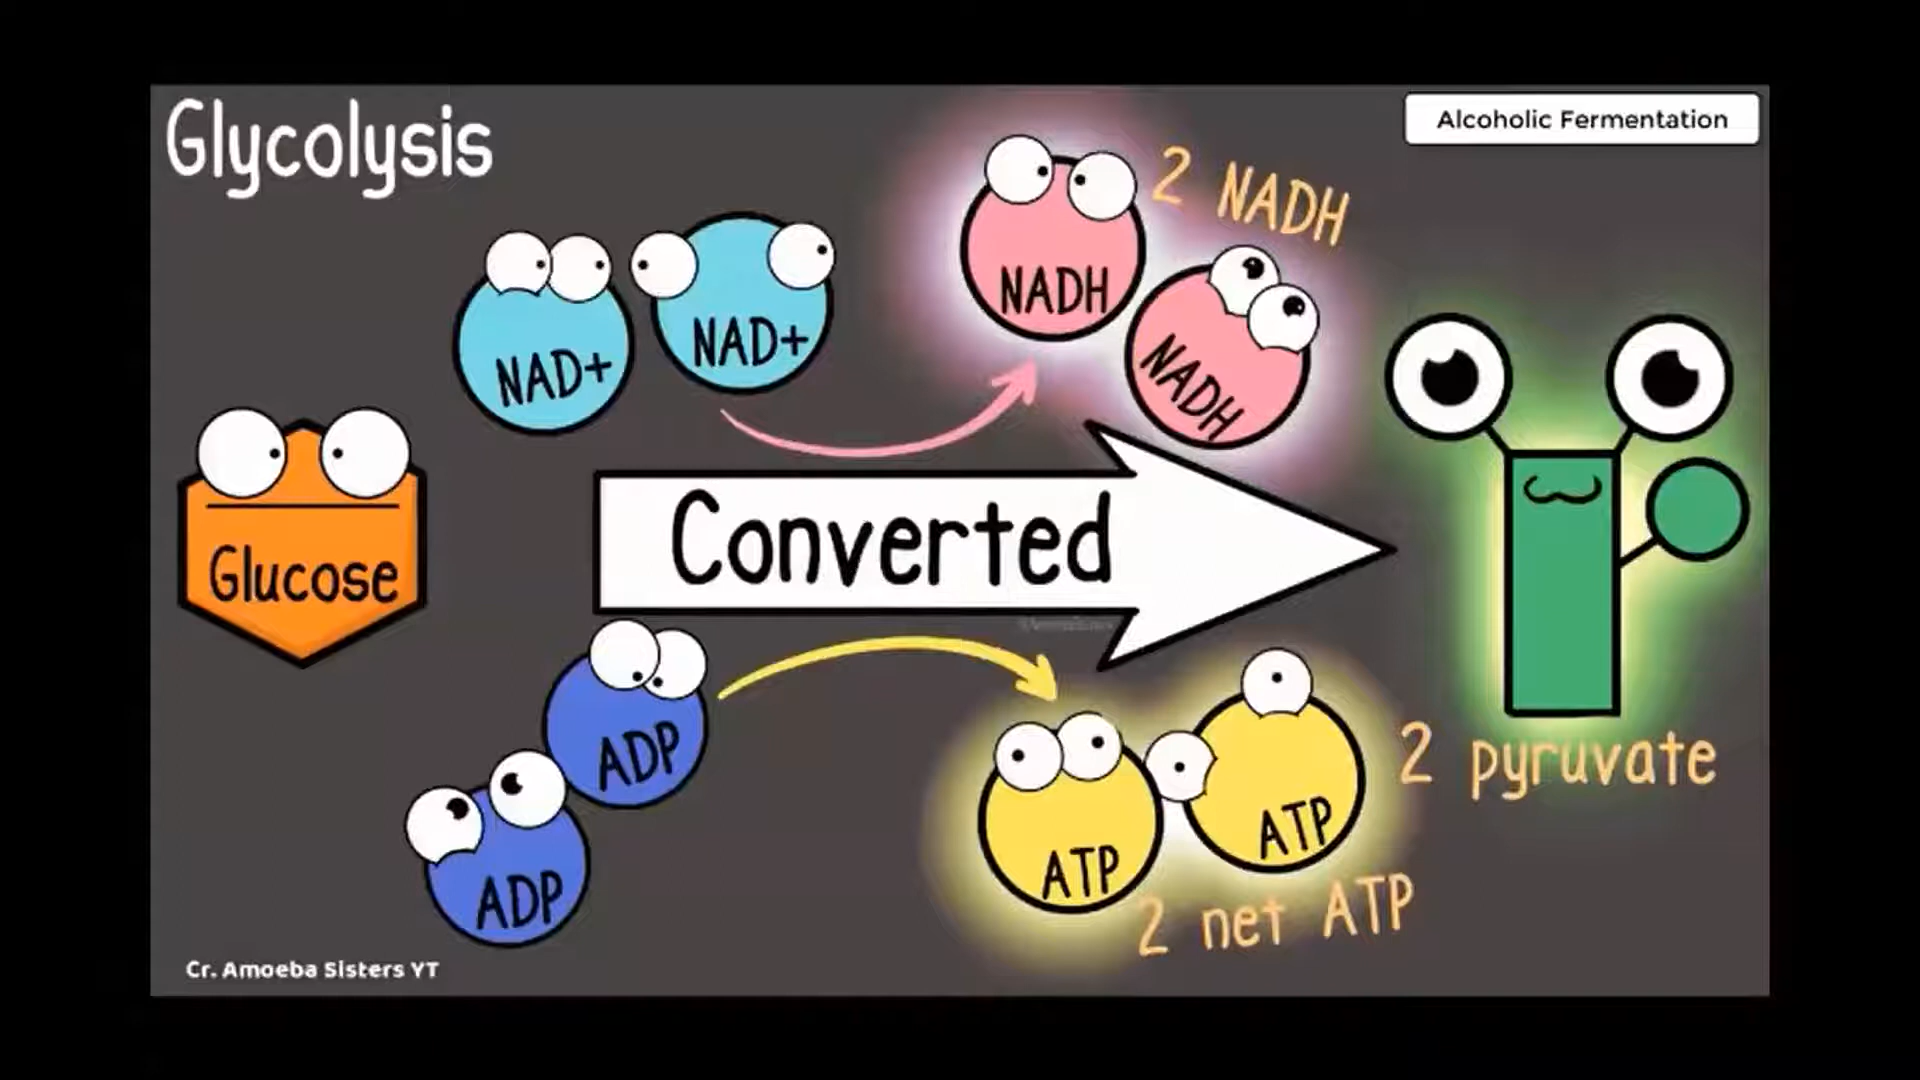 Glycolysis
Alcoholic Fermentation
2 NADH
NADH
NADH
NAD+
NAD+
Glucose
Converted
ADP
ADP
ATP
ATP
2 net ATP
2 pyruvate
Cr. Amoeba Sisters YT